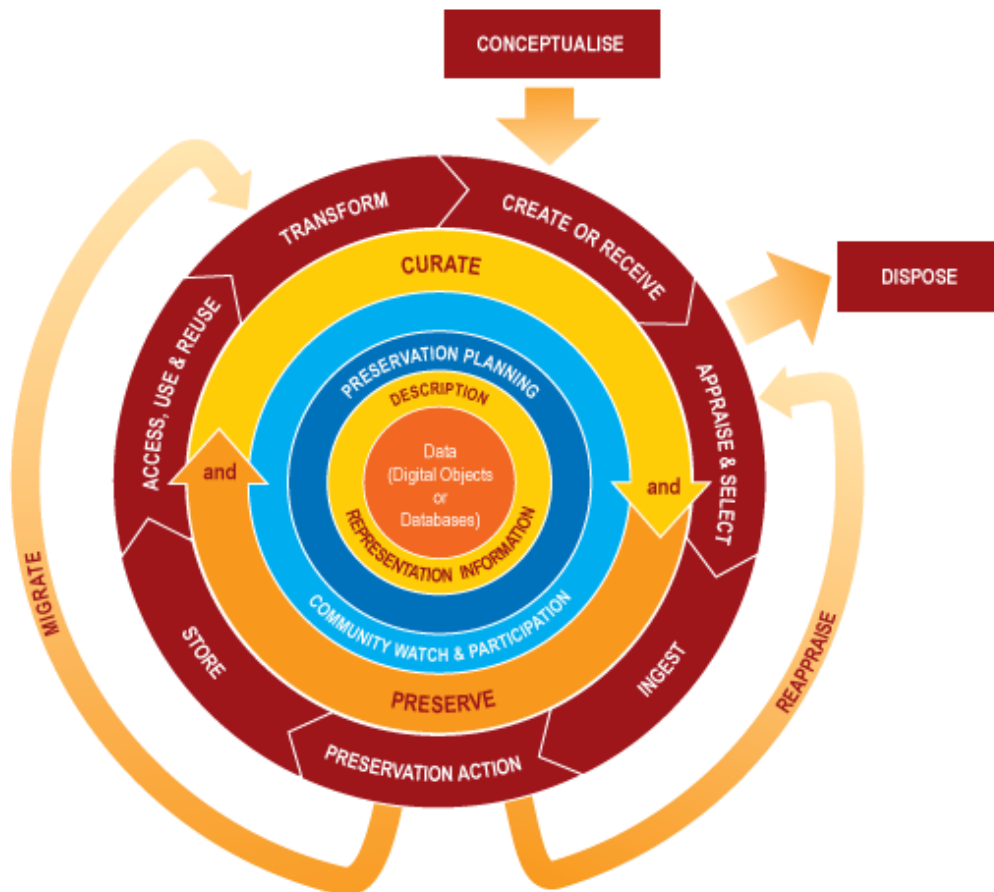 CONCEPTUALISE
TRANSFORM
CREATE OR RECEIVE
DISPOSE
CURATE
ACCESS, USE & REUSE
APPRAISE & SELECT
PRESERVATION PLANNING
DESCRIPTION
Data
(Digital Objects
or
Databases)
and
and
REPRESENTATION INFORMATION
COMMUNITY WATCH & PARTICIPATION
MIGRATE
STORE
PRESERVE
INGEST
REAPPRAISE
PRESERVATION ACTION